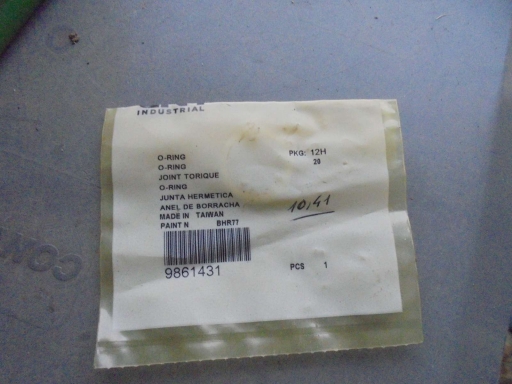 INDUSTRIAL
O-RING
O-RING
JOINT TORIQUE
O-RING
JUNTA HERMETICA
ANEL DE BORRACHA
MADE IN TAIWAN
PAINT N BHR77
9861431
PKG: 12H
20
10,41
PCS 1